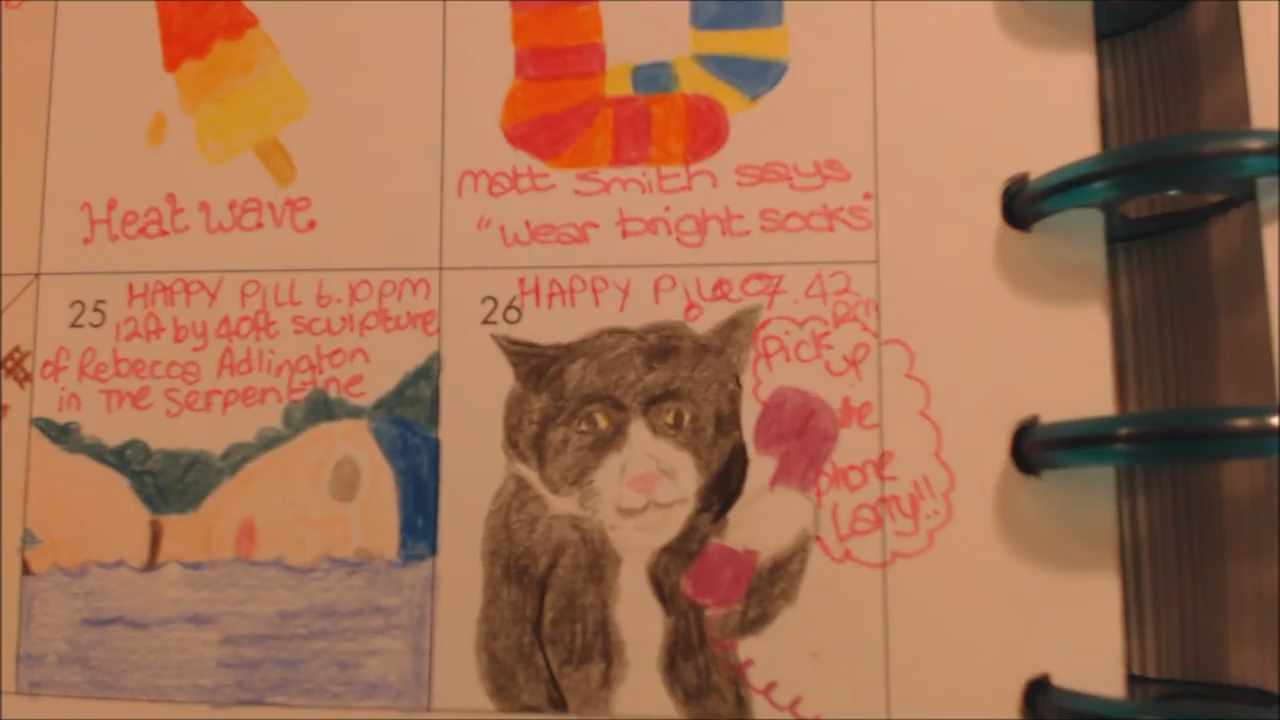 Heat wave
Matt Smith says
"Wear bright socks"
25 HAPPY PILL 6.10pm
12ft by 40ft sculpture
of Rebecca Adlington
in The Serpentine
26 HAPPY PILL 07.42
pm
Pick
up
the
phone
Larry!!